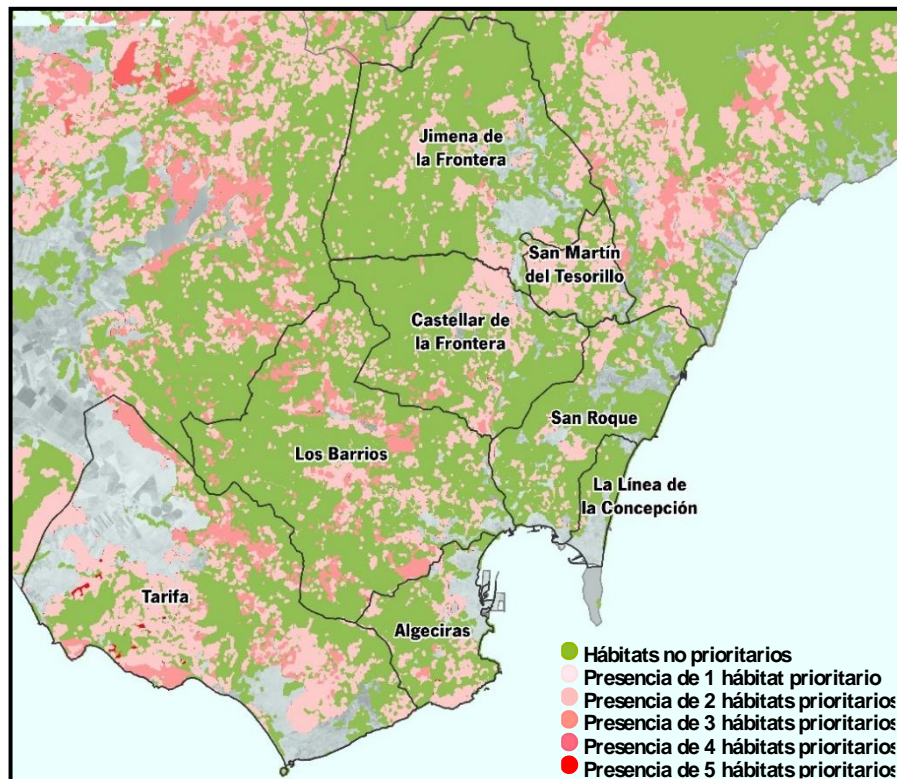 Jimena de
la Frontera
San Martín
del Tesorillo
Castellar de
la Frontera
San Roque
Los Barrios
La Línea de
la Concepción
Tarifa
Algeciras
Hábitats no prioritarios
Presencia de 1 hábitat prioritario
Presencia de 2 hábitats prioritarios
Presencia de 3 hábitats prioritarios
Presencia de 4 hábitats prioritarios
Presencia de 5 hábitats prioritarios